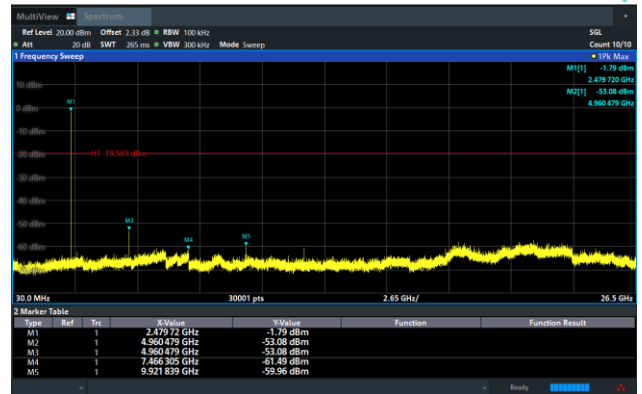 MultiView Spectrum
Ref Level 20.00 dBm Offset 2.33 dB RBW 100 kHz SGL
Att 20 dB SWT 265 ms VBW 300 kHz Mode Sweep Count 10/10
1 Frequency Sweep 1Pk Max
M1[1] -1.79 dBm
2.479 720 GHz
M2[1] -53.08 dBm
4.960 479 GHz
10 dBm
M1
0 dBm
-10 dBm
-20 dBm H1 -19.569 dBm
-30 dBm
-40 dBm
-50 dBm
M3
M4
M5
-60 dBm
-70 dBm
30.0 MHz 30001 pts 2.65 GHz/ 26.5 GHz
2 Marker Table
Type Ref Trc X-Value Y-Value Function Function Result
M1 1 2.479 72 GHz -1.79 dBm
M2 1 4.960 479 GHz -53.08 dBm
M3 1 4.960 479 GHz -53.08 dBm
M4 1 7.466 305 GHz -61.49 dBm
M5 1 9.921 839 GHz -59.96 dBm
Ready